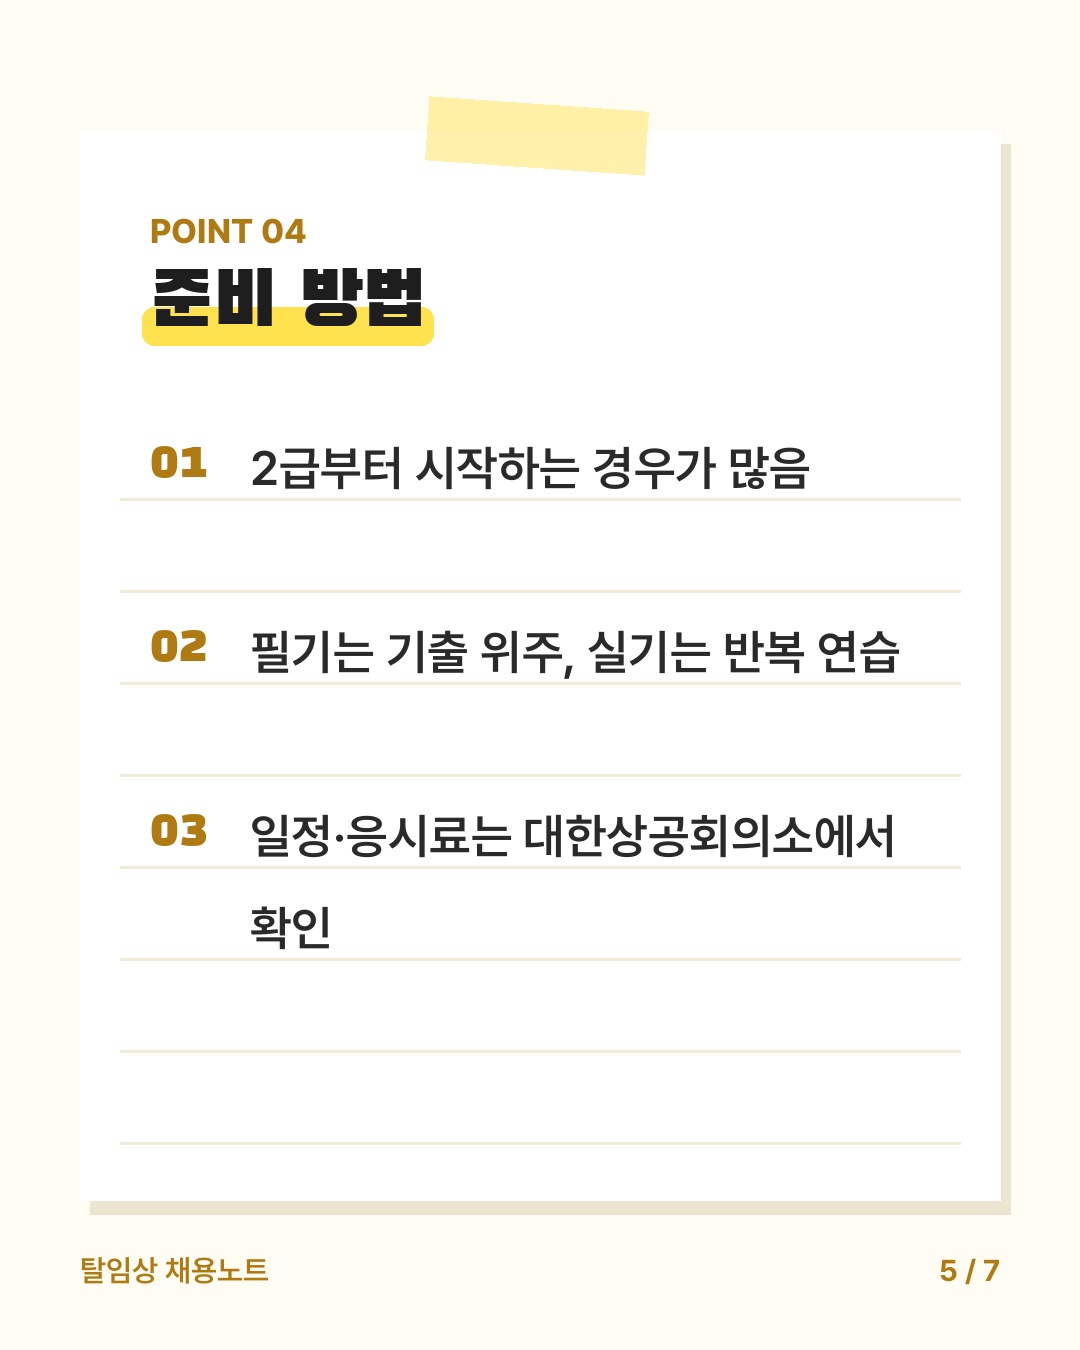 POINT 04
준비 방법
01 2급부터 시작하는 경우가 많음
02 필기는 기출 위주, 실기는 반복 연습
03 일정·응시료는 대한상공회의소에서
확인
탈임상 채용노트
5 / 7